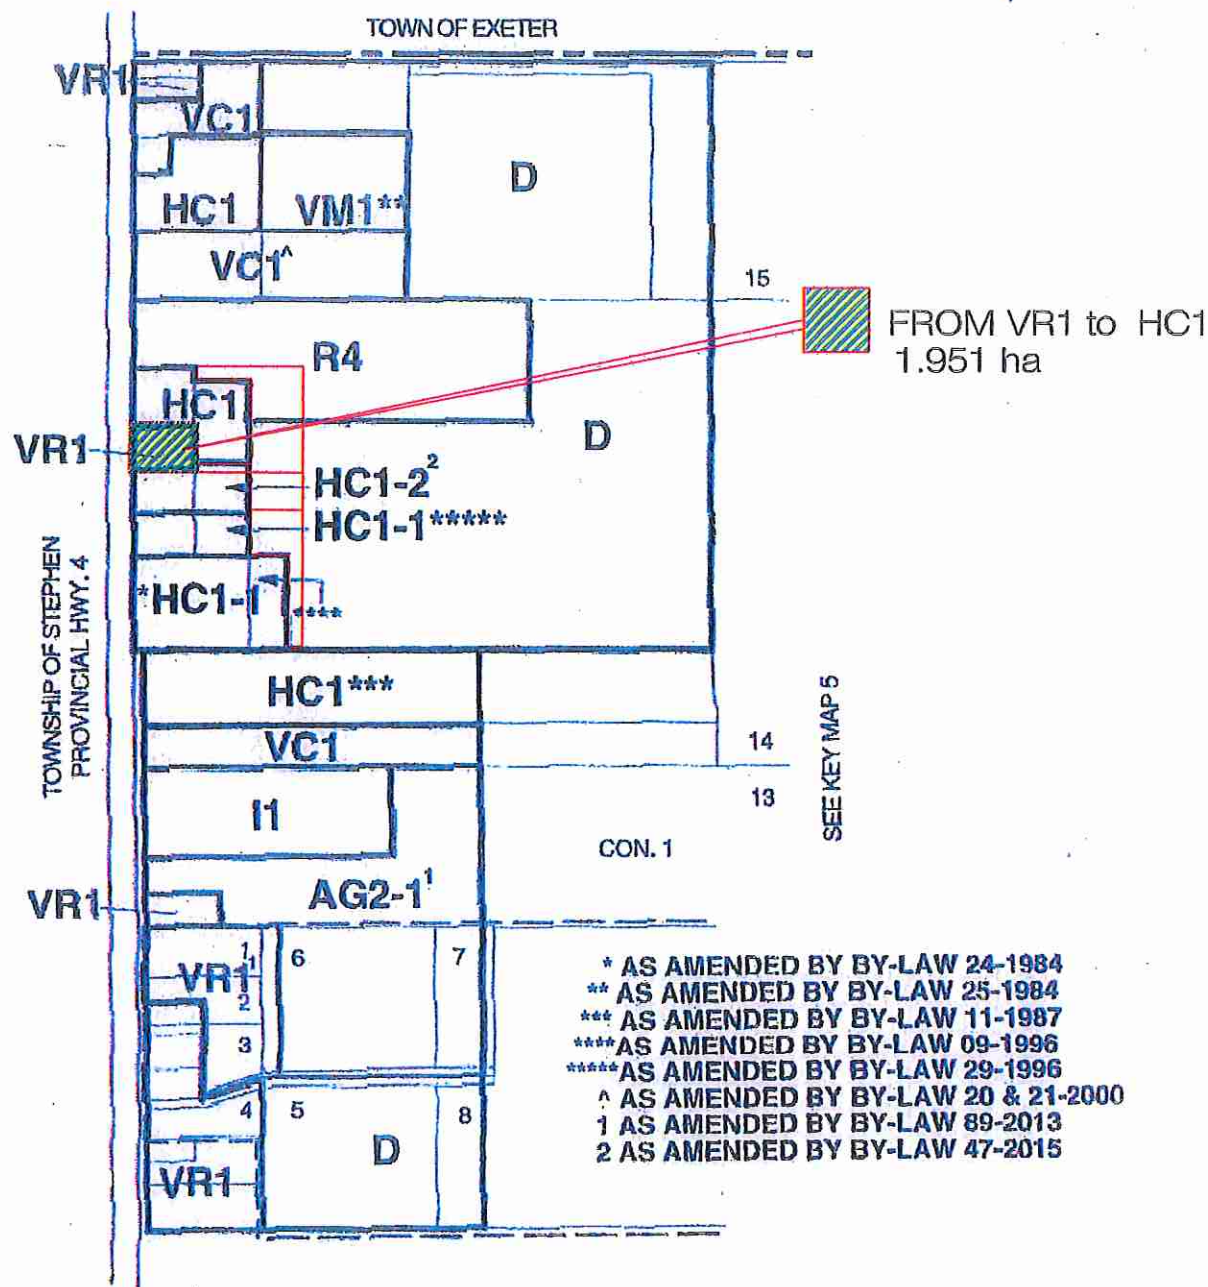 TOWN OF EXETER
VR1
VC1
D
HC1
VM1**
VC1^
15
FROM VR1 to HC1
1.951 ha
R4
HC1
D
VR1
HC1-2²
HC1-1*****
*HC1-1
****
TOWNSHIP OF STEPHEN
PROVINCIAL HWY. 4
HC1***
VC1
14
SEE KEY MAP 5
13
I1
CON. 1
AG2-1¹
VR1
1
6
7
VR1¹
2
3
4
5
8
D
VR1
* AS AMENDED BY BY-LAW 24-1984
** AS AMENDED BY BY-LAW 25-1984
*** AS AMENDED BY BY-LAW 11-1987
****AS AMENDED BY BY-LAW 09-1996
*****AS AMENDED BY BY-LAW 29-1996
^ AS AMENDED BY BY-LAW 20 & 21-2000
1 AS AMENDED BY BY-LAW 89-2013
2 AS AMENDED BY BY-LAW 47-2015